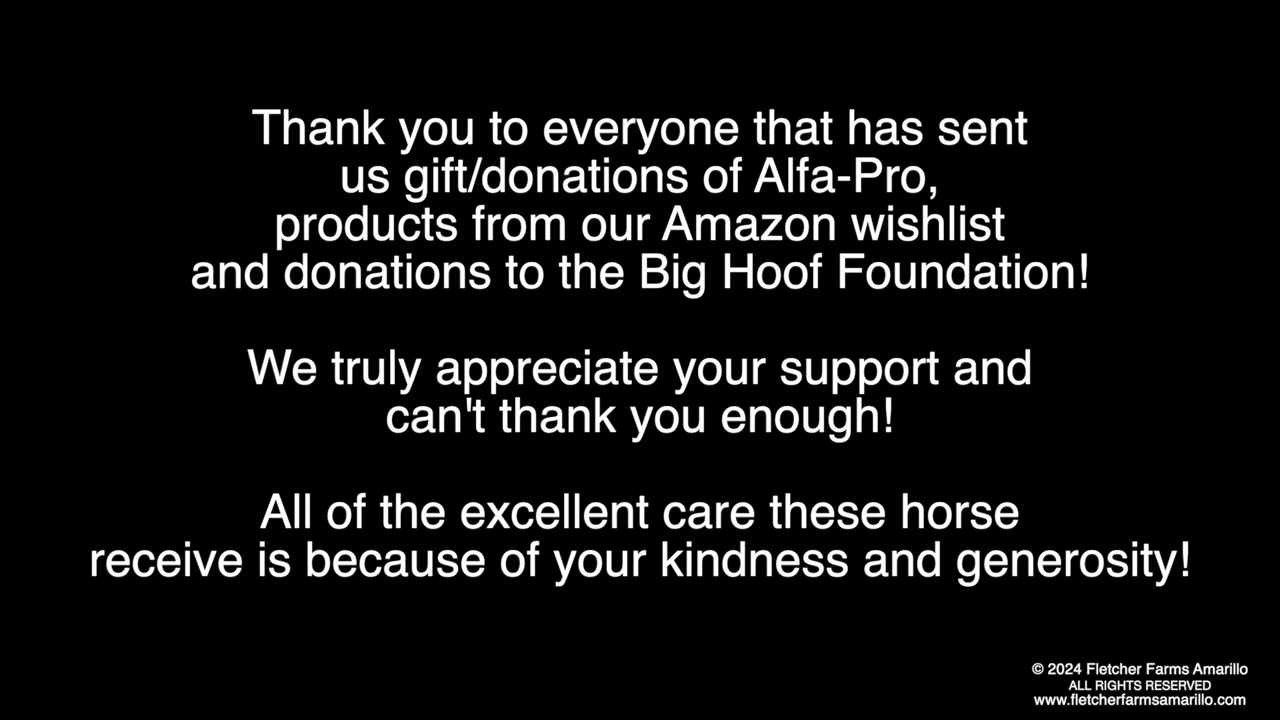 Thank you to everyone that has sent
us gift/donations of Alfa-Pro,
products from our Amazon wishlist
and donations to the Big Hoof Foundation!
We truly appreciate your support and
can't thank you enough!
All of the excellent care these horse
receive is because of your kindness and generosity!
© 2024 Fletcher Farms Amarillo
ALL RIGHTS RESERVED
www.fletcherfarmsamarillo.com